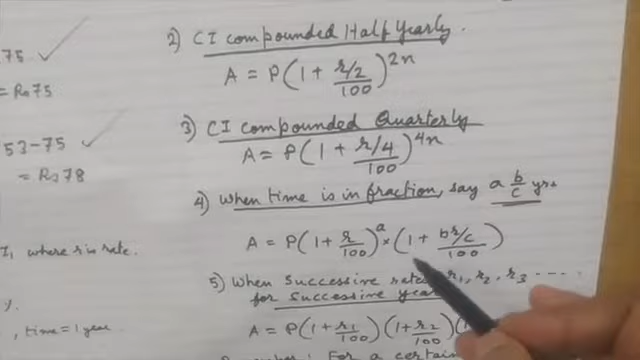 75
= Rs 75
53-75
= Rs 78
where r is rate.
y.
, time = 1 year
2) CI compounded Half Yearly.
A = P(1 + r/2 / 100)^2n
3) CI compounded Quarterly
A = P(1 + r/4 / 100)^4n
4) When time is in fraction, say a b/c yrs
A = P(1 + r/100)^a × (1 + br/c / 100)
5) When Successive rates r1, r2, r3 ....
for Successive
A = P(1 + r1/100)(1 + r2/100)(1
For a certain